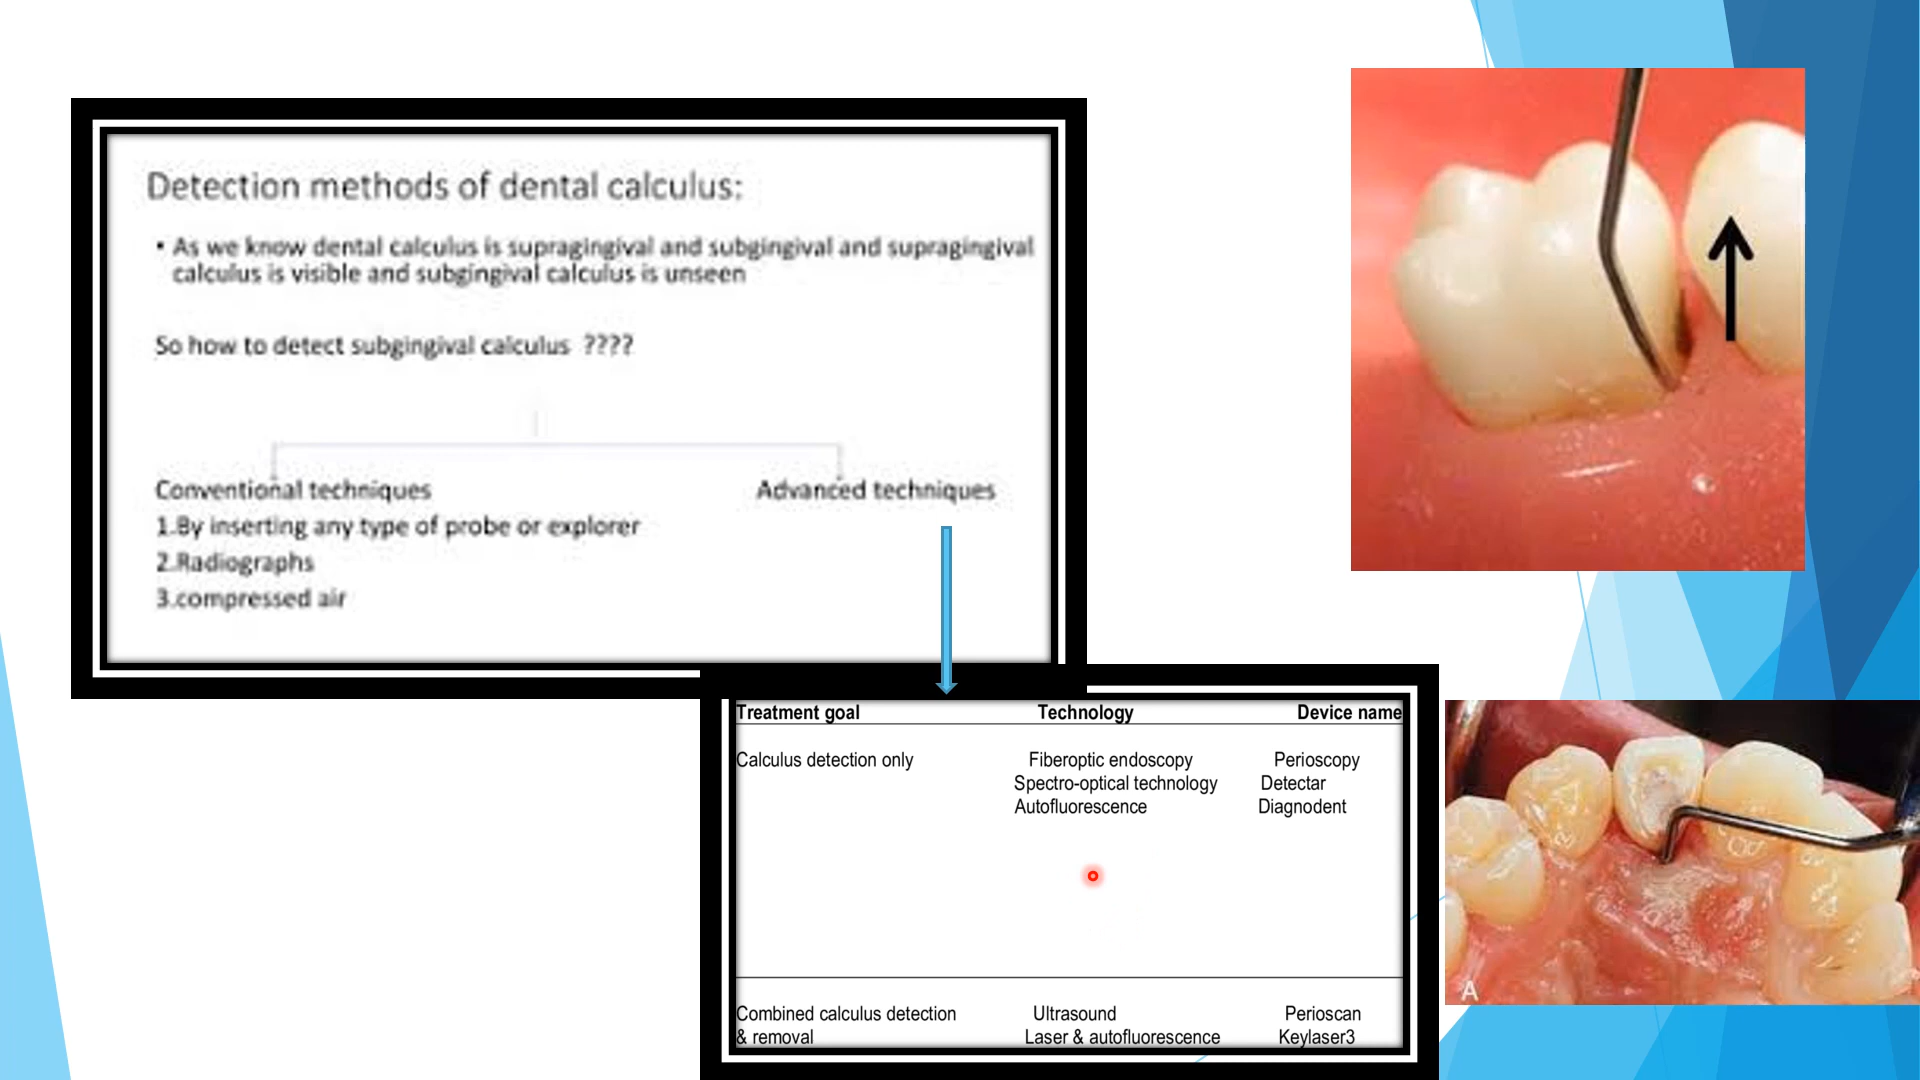 Detection methods of dental calculus:
• As we know dental calculus is supragingival and subgingival and supragingival
calculus is visible and subgingival calculus is unseen
So how to detect subgingival calculus ????
Conventional techniques
1.By inserting any type of probe or explorer
2.Radiographs
3.compressed air
Advanced techniques
Treatment goal Technology Device name
Calculus detection only Fiberoptic endoscopy Perioscopy
Spectro-optical technology Detectar
Autofluorescence Diagnodent
Combined calculus detection Ultrasound Perioscan
& removal Laser & autofluorescence Keylaser3
A